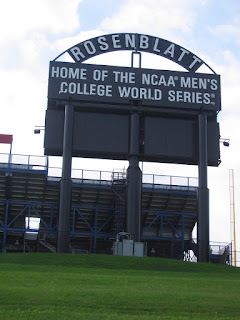 ROSENBLATT
HOME OF THE NCAA® MEN'S
COLLEGE WORLD SERIES®